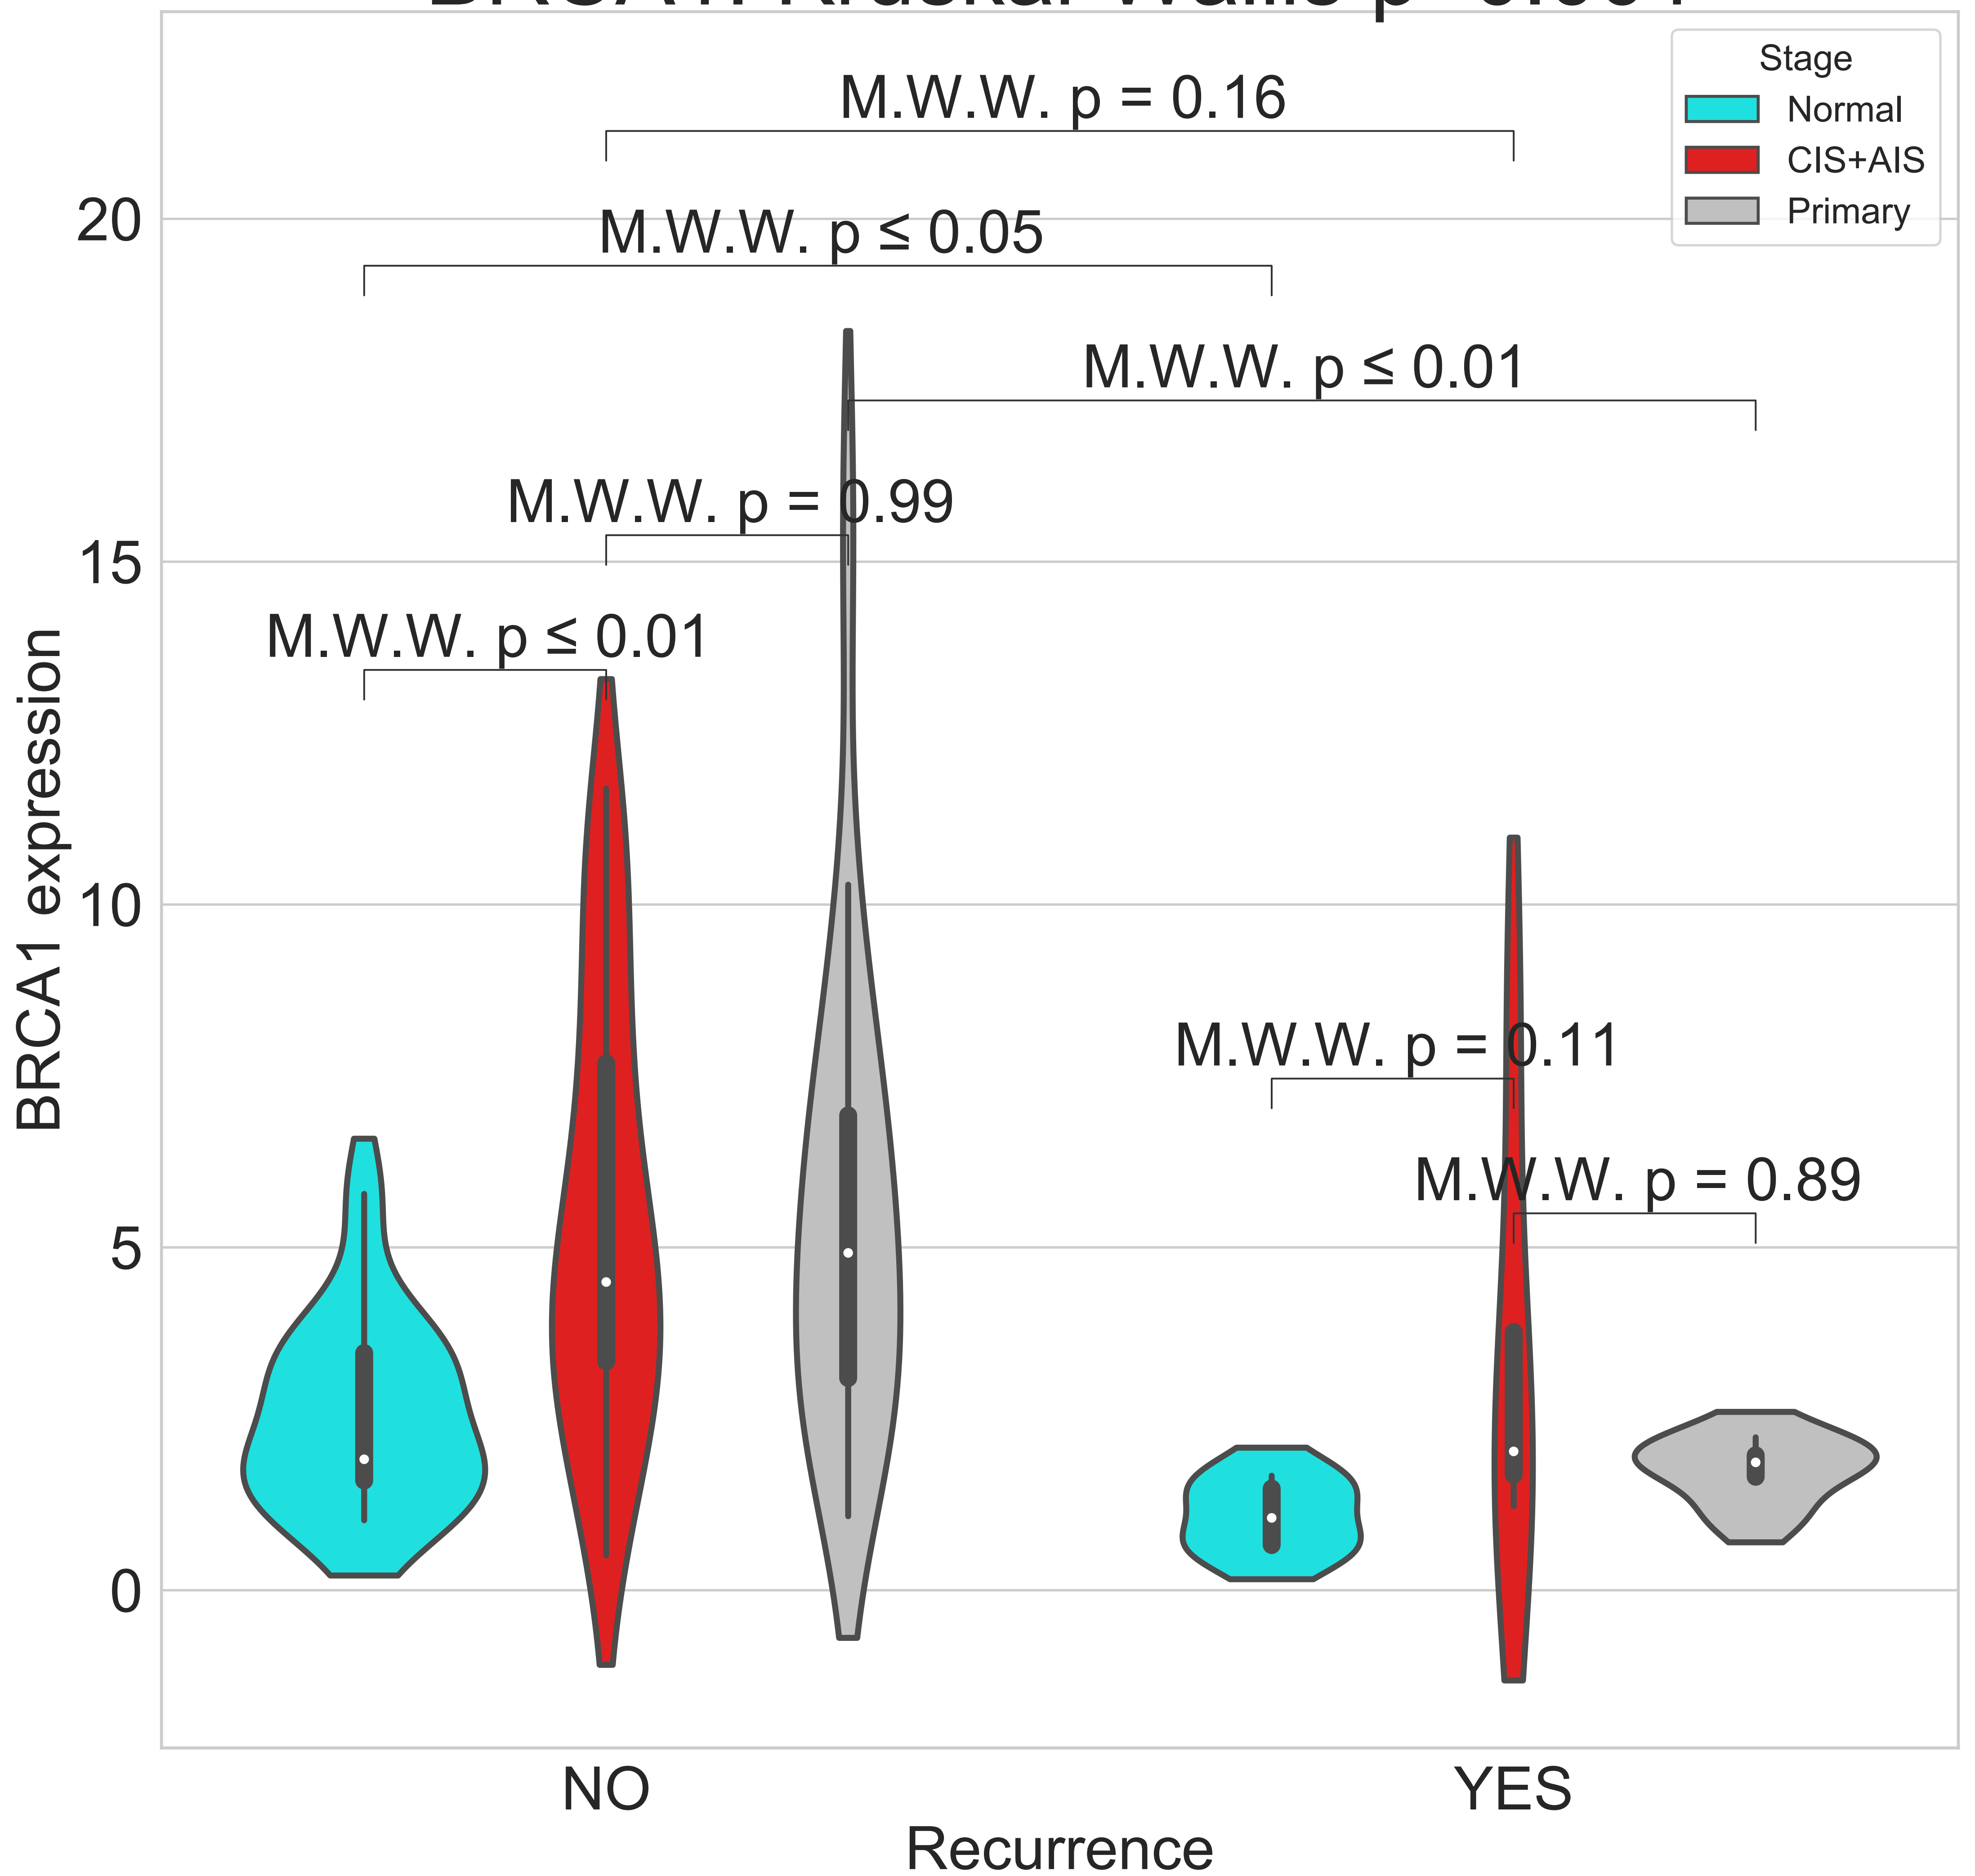 Stage
Normal
CIS+AIS
Primary
M.W.W. p = 0.16
M.W.W. p ≤ 0.05
M.W.W. p ≤ 0.01
M.W.W. p = 0.99
M.W.W. p ≤ 0.01
M.W.W. p = 0.11
M.W.W. p = 0.89
20
15
10
5
0
BRCA1 expression
NO
YES
Recurrence